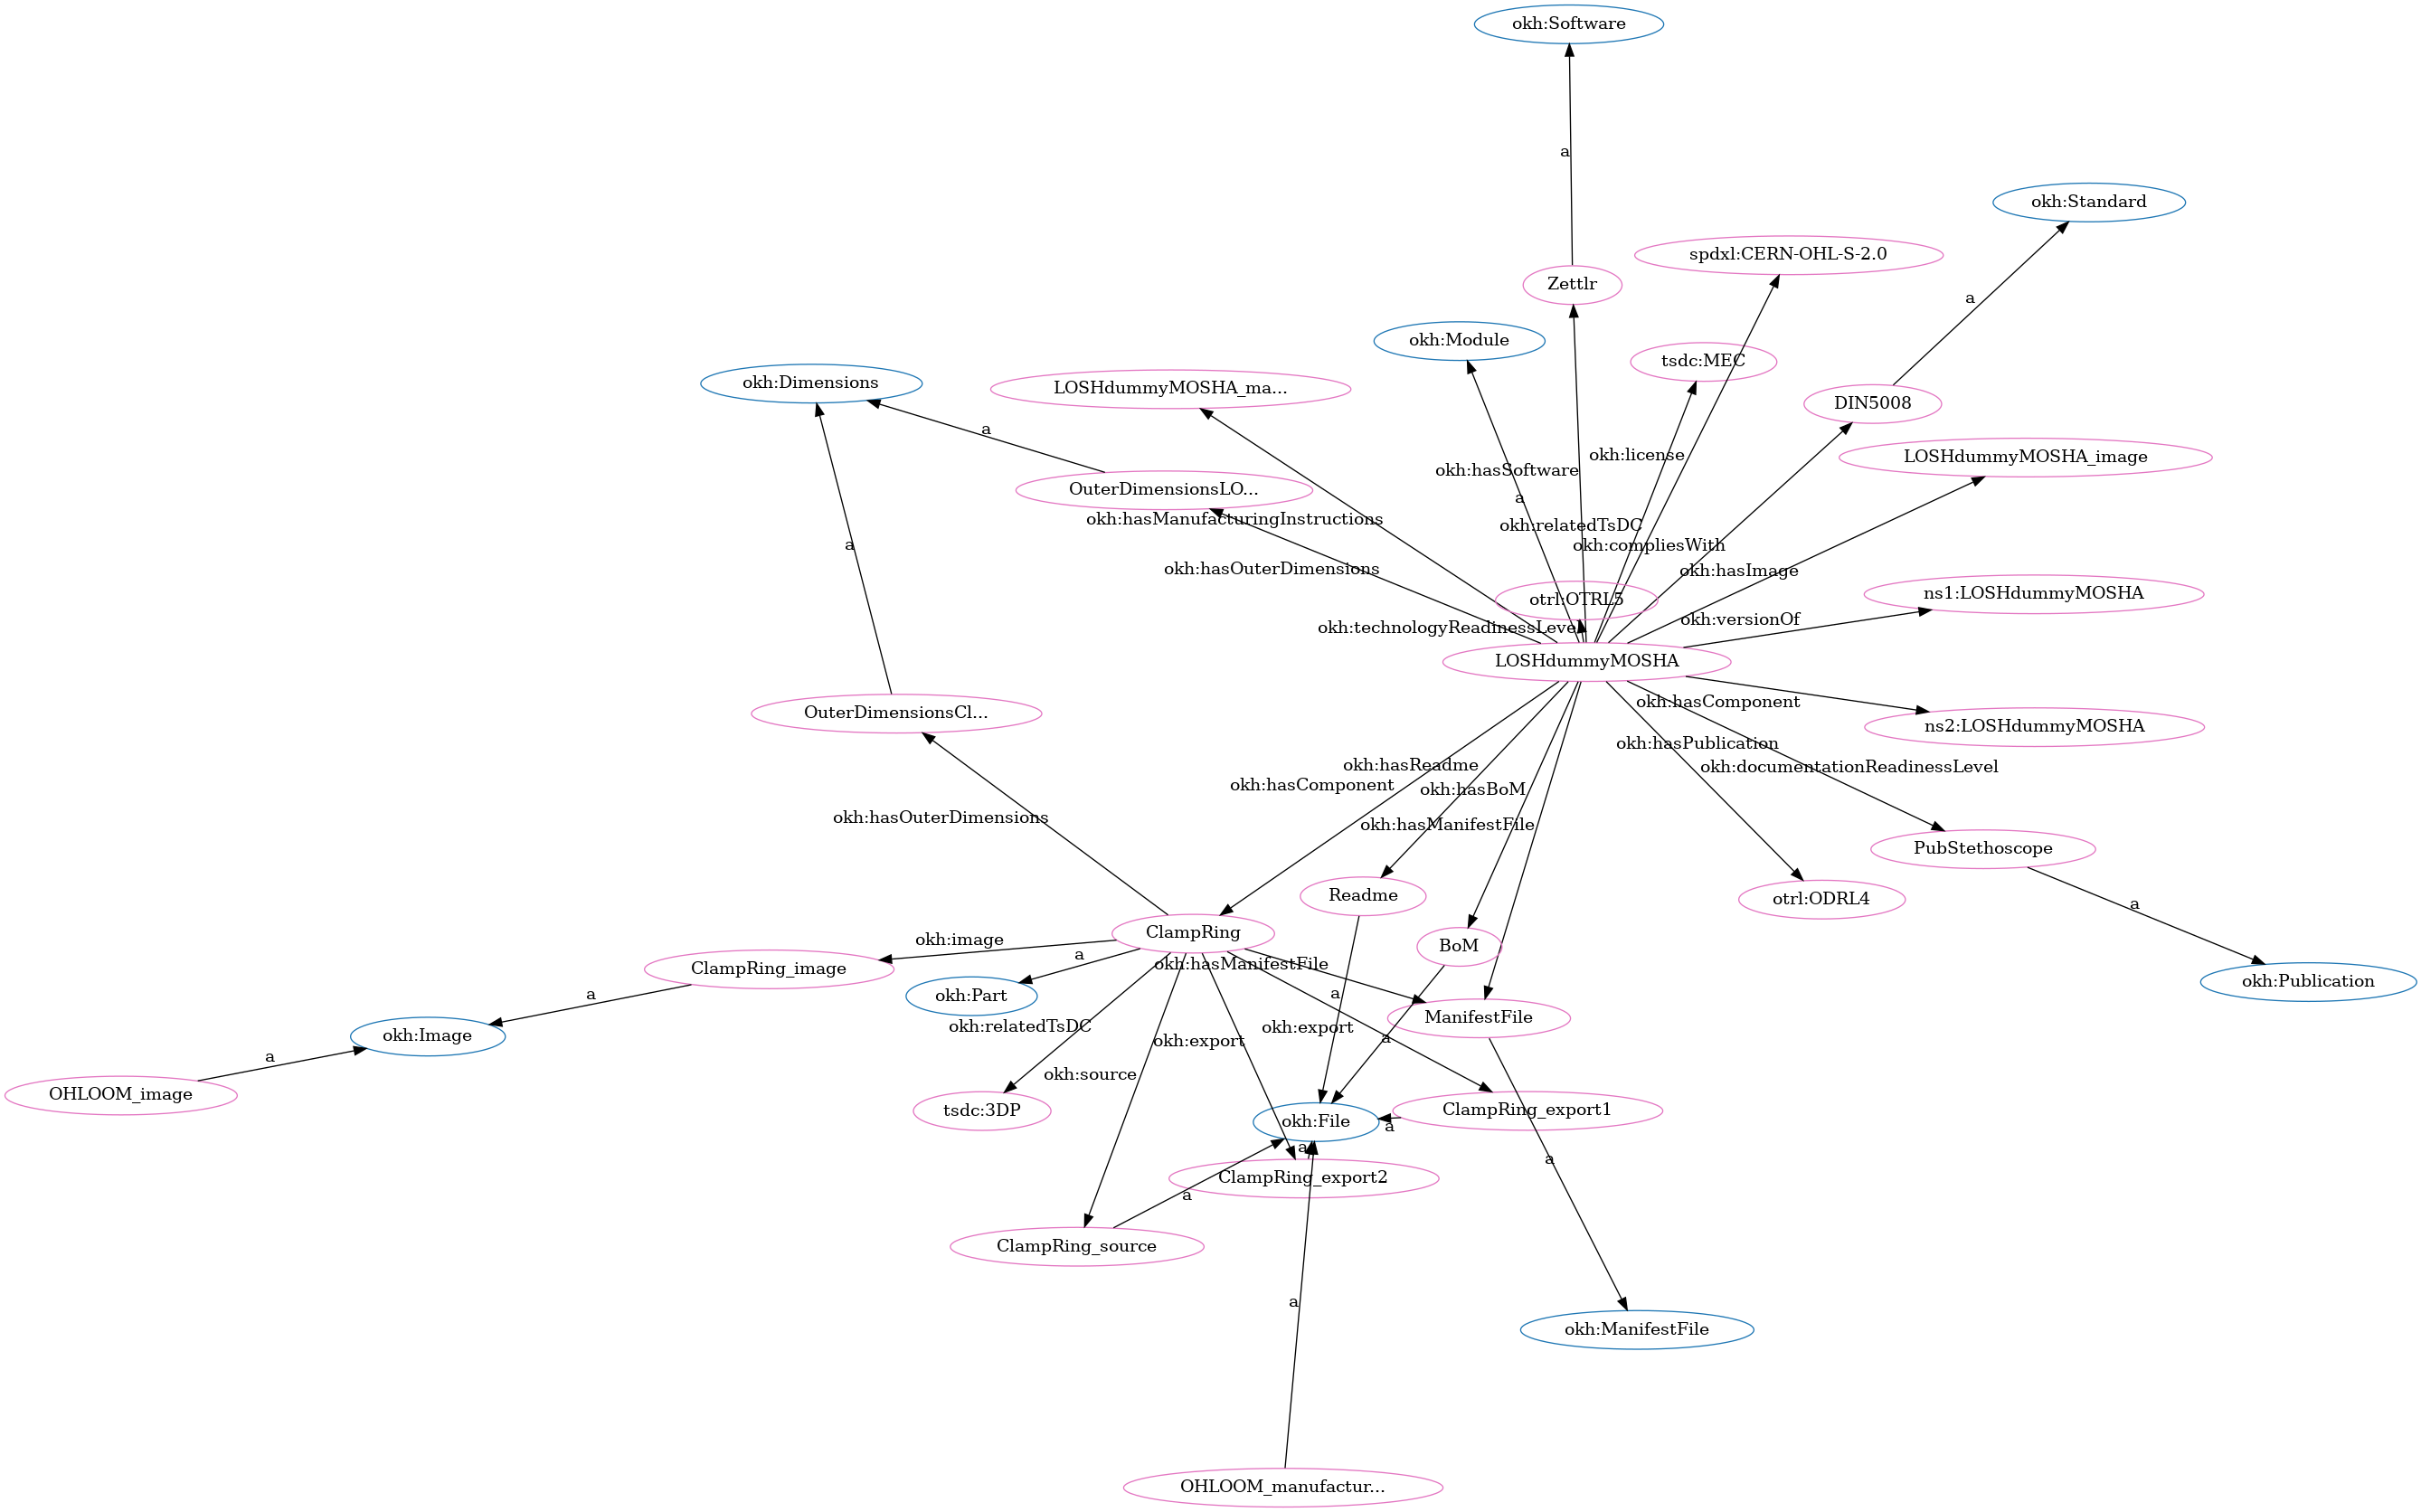 okh:Software
a
okh:Standard
spdxl:CERN-OHL-S-2.0
Zettlr
a
okh:Module
tsdc:MEC
okh:Dimensions
LOSHdummyMOSHA_ma...
DIN5008
a
okh:license
LOSHdummyMOSHA_image
okh:hasSoftware
OuterDimensionsLO...
a
okh:hasManufacturingInstructions
okh:relatedTsDC
a
okh:compliesWith
okh:hasOuterDimensions
okh:hasImage
ns1:LOSHdummyMOSHA
otrl:OTRL5
okh:versionOf
okh:technologyReadinessLevel
LOSHdummyMOSHA
okh:hasComponent
OuterDimensionsCl...
ns2:LOSHdummyMOSHA
okh:hasPublication
okh:hasReadme
okh:documentationReadinessLevel
okh:hasComponent
okh:hasBoM
okh:hasOuterDimensions
okh:hasManifestFile
PubStethoscope
Readme
otrl:ODRL4
a
ClampRing
okh:image
BoM
a
okh:hasManifestFile
ClampRing_image
okh:Publication
a
okh:Part
a
ManifestFile
okh:relatedTsDC
okh:export
okh:Image
a
okh:export
a
okh:source
OHLOOM_image
tsdc:3DP
ClampRing_export1
okh:File
a
a
a
ClampRing_export2
a
ClampRing_source
a
okh:ManifestFile
OHLOOM_manufactur...